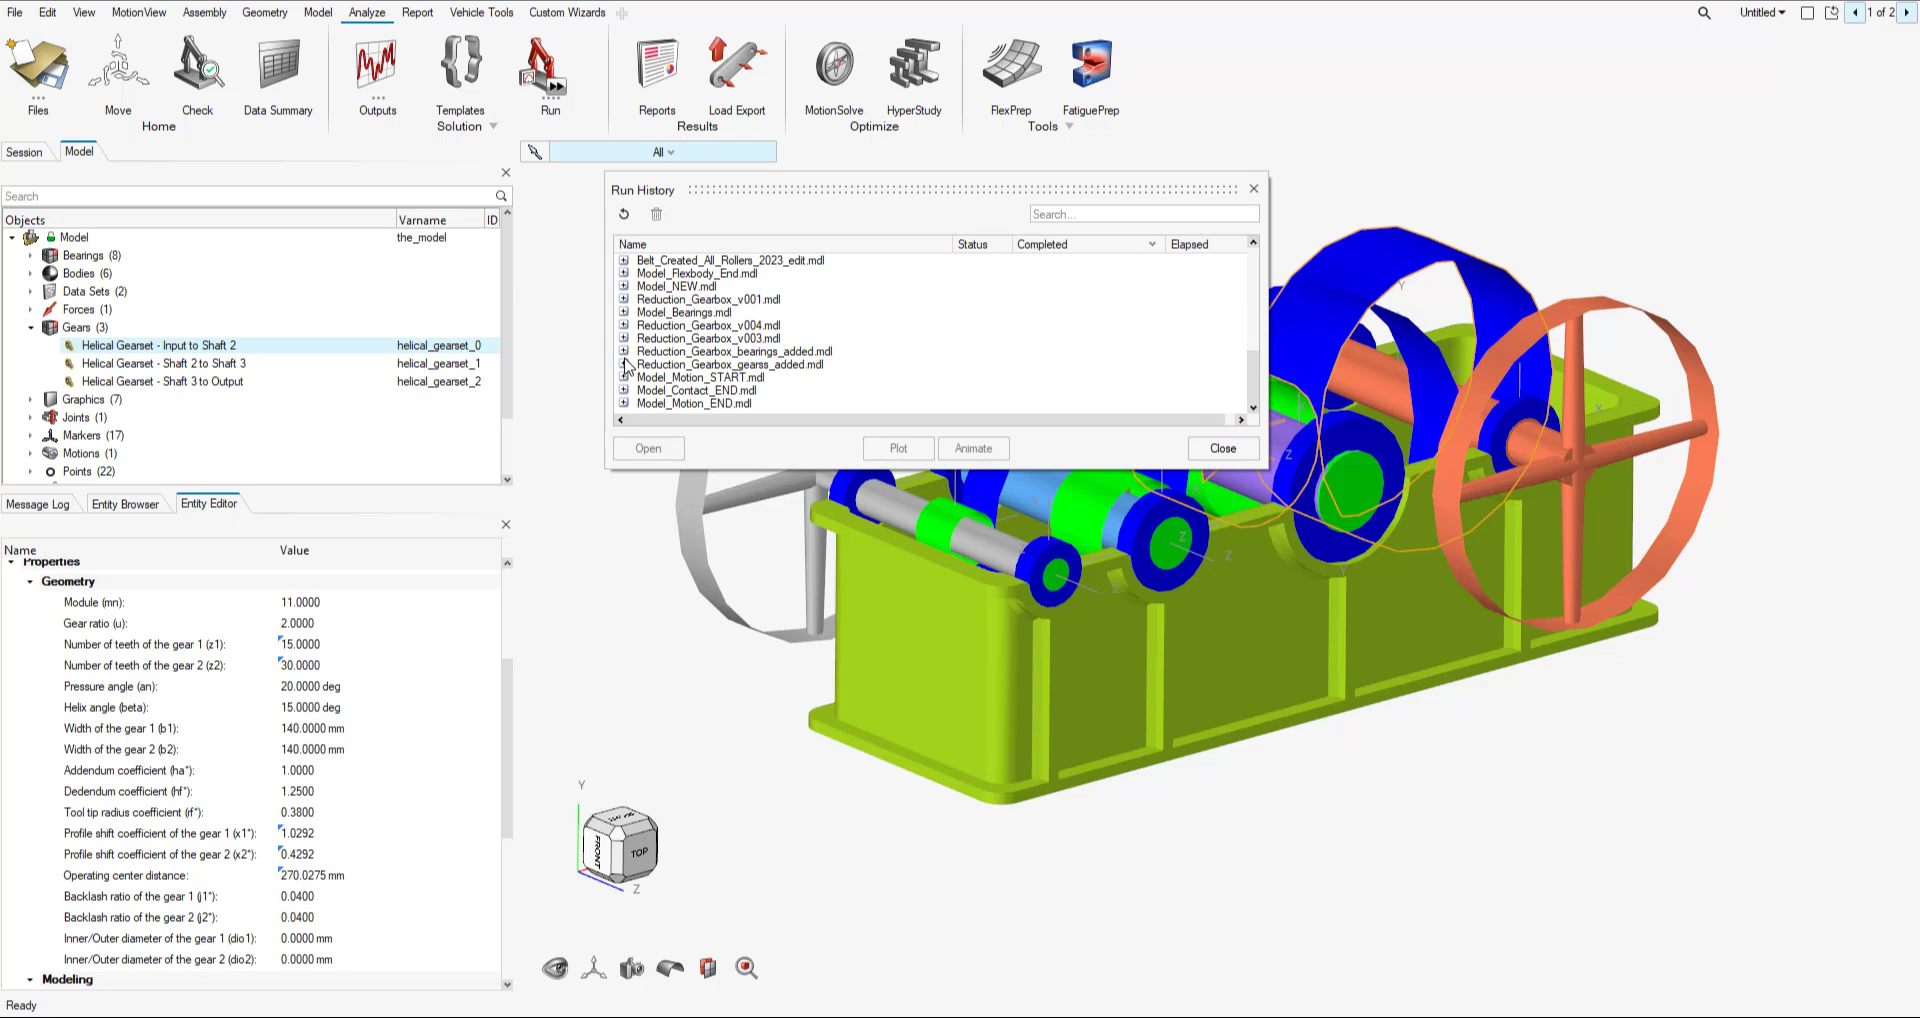 File Edit View MotionView Assembly Geometry Model Analyze Report Vehicle Tools Custom Wizards Untitled 1 of 2
Files Move Check Data Summary Outputs Templates Run Reports Load Export MotionSolve HyperStudy FlexPrep FatiguePrep
Home Solution Results Optimize Tools
Session Model All
Search
Objects Varname ID
Model the_model
Bearings (8)
Bodies (6)
Data Sets (2)
Forces (1)
Gears (3)
Helical Gearset - Input to Shaft 2 helical_gearset_0
Helical Gearset - Shaft 2 to Shaft 3 helical_gearset_1
Helical Gearset - Shaft 3 to Output helical_gearset_2
Graphics (7)
Joints (1)
Markers (17)
Motions (1)
Points (22)
Run History
Search...
Name Status Completed Elapsed
Belt_Created_All_Rollers_2023_edit.mdl
Model_Flexbody_End.mdl
Model_NEW.mdl
Reduction_Gearbox_v001.mdl
Model_Bearings.mdl
Reduction_Gearbox_v004.mdl
Reduction_Gearbox_v003.mdl
Reduction_Gearbox_bearings_added.mdl
Reduction_Gearbox_gearss_added.mdl
Model_Motion_START.mdl
Model_Contact_END.mdl
Model_Motion_END.mdl
Open Plot Animate Close
Message Log Entity Browser Entity Editor
Name Value
Properties
Geometry
Module (mn): 11.0000
Gear ratio (u): 2.0000
Number of teeth of the gear 1 (z1): 15.0000
Number of teeth of the gear 2 (z2): 30.0000
Pressure angle (an): 20.0000 deg
Helix angle (beta): 15.0000 deg
Width of the gear 1 (b1): 140.0000 mm
Width of the gear 2 (b2): 140.0000 mm
Addendum coefficient (ha*): 1.0000
Dedendum coefficient (hf*): 1.2500
Tool tip radius coefficient (rf*): 0.3800
Profile shift coefficient of the gear 1 (x1*): 1.0292
Profile shift coefficient of the gear 2 (x2*): 0.4292
Operating center distance: 270.0275 mm
Backlash ratio of the gear 1 (j1*): 0.0400
Backlash ratio of the gear 2 (j2*): 0.0400
Inner/Outer diameter of the gear 1 (dio1): 0.0000 mm
Inner/Outer diameter of the gear 2 (dio2): 0.0000 mm
Modeling
Ready
Y
FRONT TOP
Z
Y
X
Z
Z
Z